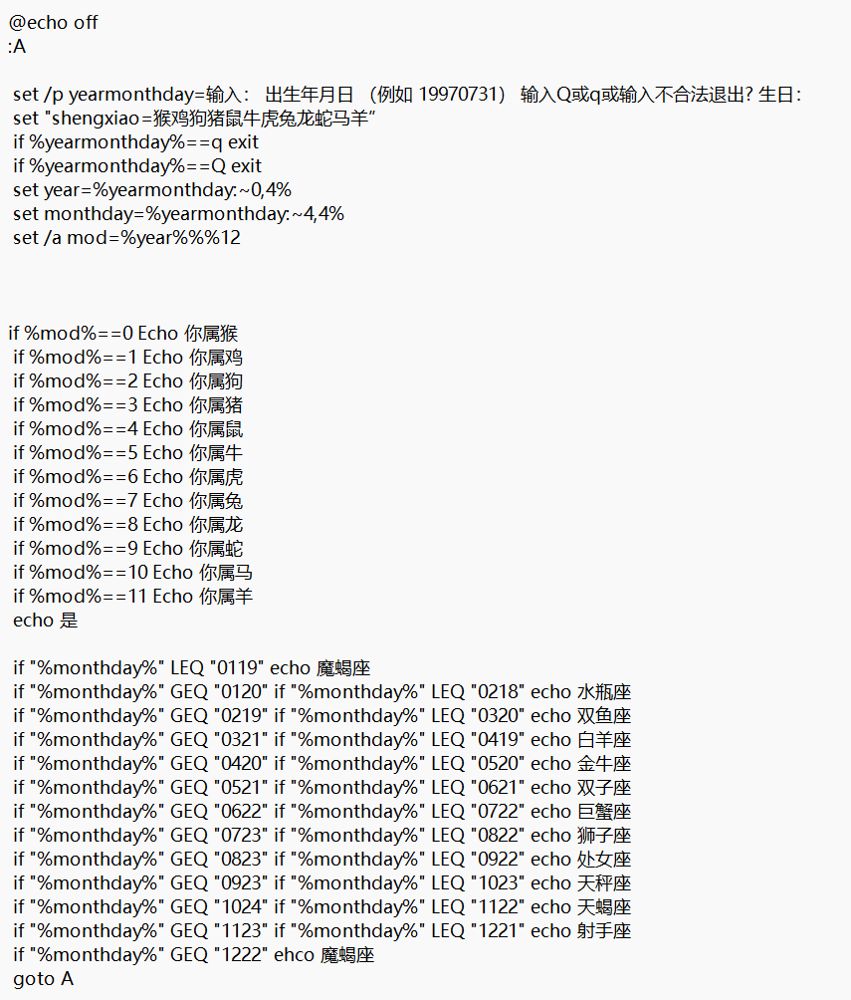 @echo off
:A
set /p yearmonthday=输入： 出生年月日 （例如 19970731） 输入Q或q或输入不合法退出? 生日：
set "shengxiao=猴鸡狗猪鼠牛虎兔龙蛇马羊”
if %yearmonthday%==q exit
if %yearmonthday%==Q exit
set year=%yearmonthday:~0,4%
set monthday=%yearmonthday:~4,4%
set /a mod=%year%%%12
if %mod%==0 Echo 你属猴
if %mod%==1 Echo 你属鸡
if %mod%==2 Echo 你属狗
if %mod%==3 Echo 你属猪
if %mod%==4 Echo 你属鼠
if %mod%==5 Echo 你属牛
if %mod%==6 Echo 你属虎
if %mod%==7 Echo 你属兔
if %mod%==8 Echo 你属龙
if %mod%==9 Echo 你属蛇
if %mod%==10 Echo 你属马
if %mod%==11 Echo 你属羊
echo 是
if "%monthday%" LEQ "0119" echo 魔蝎座
if "%monthday%" GEQ "0120" if "%monthday%" LEQ "0218" echo 水瓶座
if "%monthday%" GEQ "0219" if "%monthday%" LEQ "0320" echo 双鱼座
if "%monthday%" GEQ "0321" if "%monthday%" LEQ "0419" echo 白羊座
if "%monthday%" GEQ "0420" if "%monthday%" LEQ "0520" echo 金牛座
if "%monthday%" GEQ "0521" if "%monthday%" LEQ "0621" echo 双子座
if "%monthday%" GEQ "0622" if "%monthday%" LEQ "0722" echo 巨蟹座
if "%monthday%" GEQ "0723" if "%monthday%" LEQ "0822" echo 狮子座
if "%monthday%" GEQ "0823" if "%monthday%" LEQ "0922" echo 处女座
if "%monthday%" GEQ "0923" if "%monthday%" LEQ "1023" echo 天秤座
if "%monthday%" GEQ "1024" if "%monthday%" LEQ "1122" echo 天蝎座
if "%monthday%" GEQ "1123" if "%monthday%" LEQ "1221" echo 射手座
if "%monthday%" GEQ "1222" ehco 魔蝎座
goto A